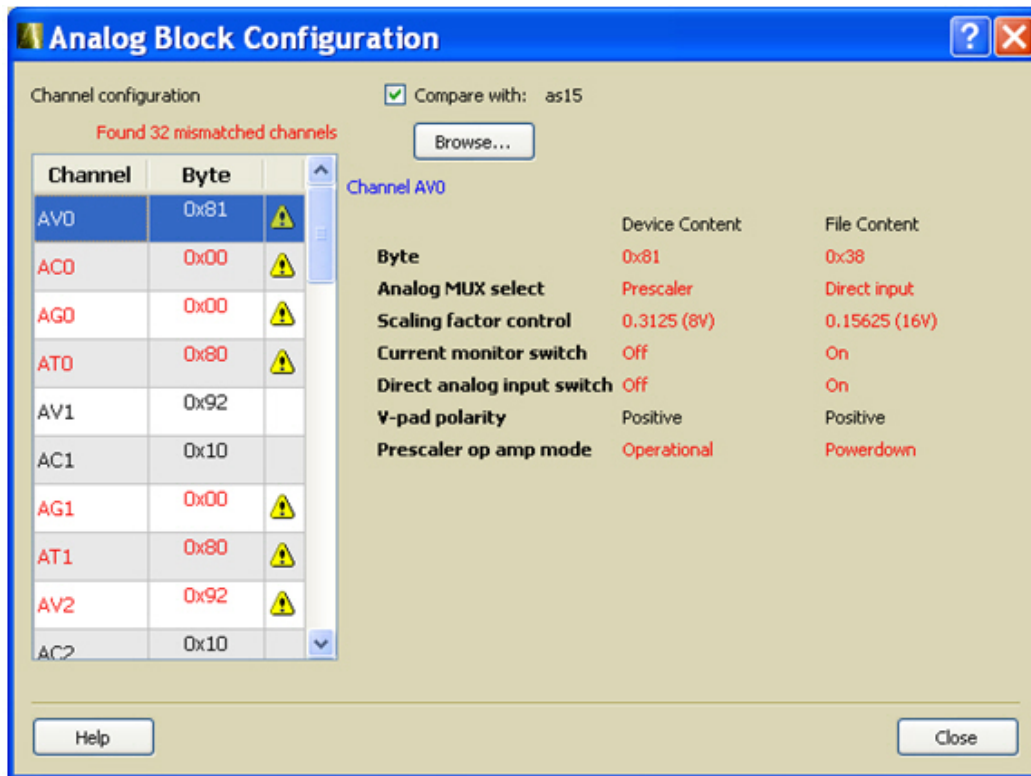 Analog Block Configuration
Channel configuration
Compare with: as15
Found 32 mismatched channels
Browse...
Channel Byte
Channel AV0
AV0 0x81
AC0 0x00
AG0 0x00
AT0 0x80
AV1 0x92
AC1 0x10
AG1 0x00
AT1 0x80
AV2 0x92
AC2 0x10
Device Content File Content
Byte 0x81 0x38
Analog MUX select Prescaler Direct input
Scaling factor control 0.3125 (8V) 0.15625 (16V)
Current monitor switch Off On
Direct analog input switch Off On
V-pad polarity Positive Positive
Prescaler op amp mode Operational Powerdown
Help
Close